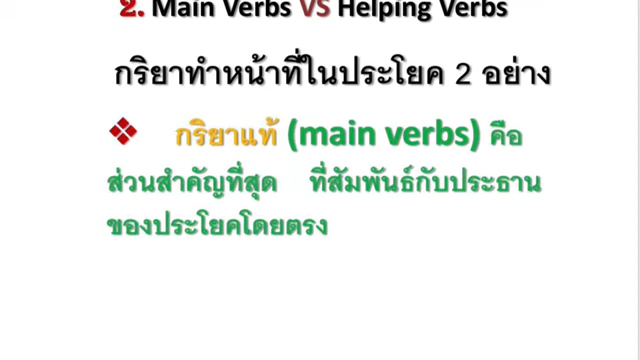 2. Main Verbs VS Helping Verbs
กริยาทำหน้าที่ในประโยค 2 อย่าง
❖ กริยาแท้ (main verbs) คือ
ส่วนสำคัญที่สุด ที่สัมพันธ์กับประธาน
ของประโยคโดยตรง